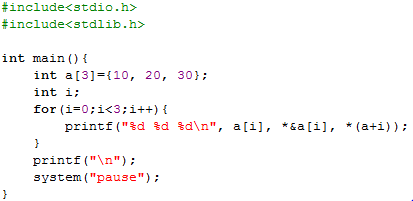 #include<stdio.h>
#include<stdlib.h>

int main(){
    int a[3]={10, 20, 30};
    int i;
    for(i=0;i<3;i++){
        printf("%d %d %d\n", a[i], *&a[i], *(a+i));
    }
    printf("\n");
    system("pause");
}